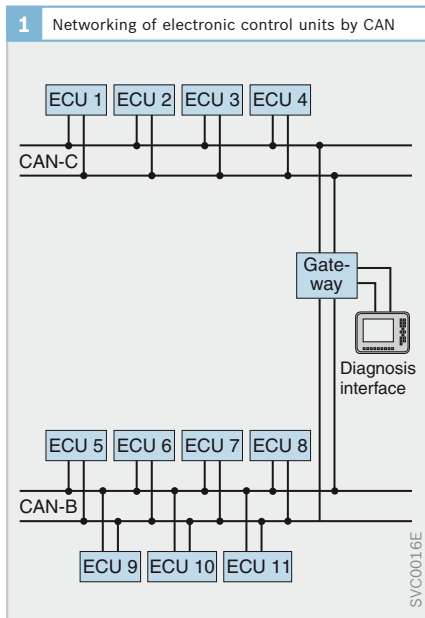 1 Networking of electronic control units by CAN
ECU 1 ECU 2 ECU 3 ECU 4
CAN-C
Gate-
way
Diagnosis
interface
ECU 5 ECU 6 ECU 7 ECU 8
CAN-B
ECU 9 ECU 10 ECU 11
SVC0016E